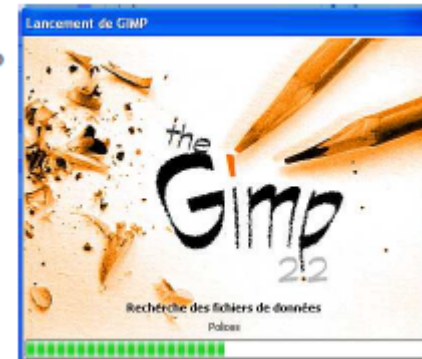 Lancement de GIMP
the
Gimp
2.2
Recherche des fichiers de données
Polices